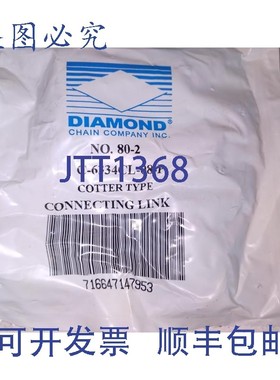 图必究
DIAMOND
CHAIN COMPANY INC.
NO. 80-2
JTT1368
COTTER TYPE
CONNECTING LINK
716647147953
可开发票 顺丰包邮